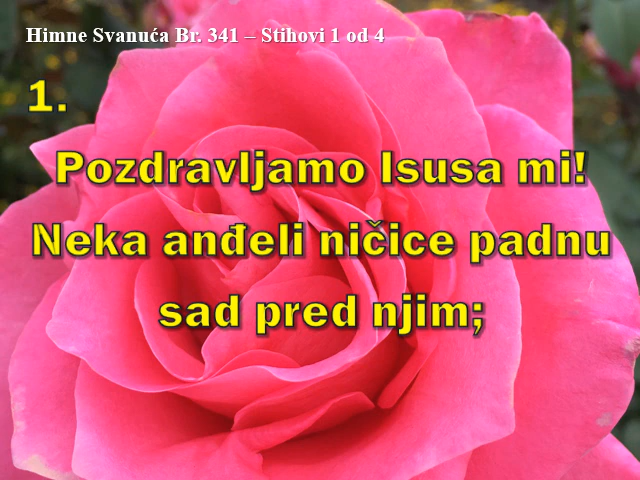 Himne Svanuća Br. 341 – Stihovi 1 od 4
1.
Pozdravljamo Isusa mi!
Neka anđeli ničice padnu
sad pred njim;